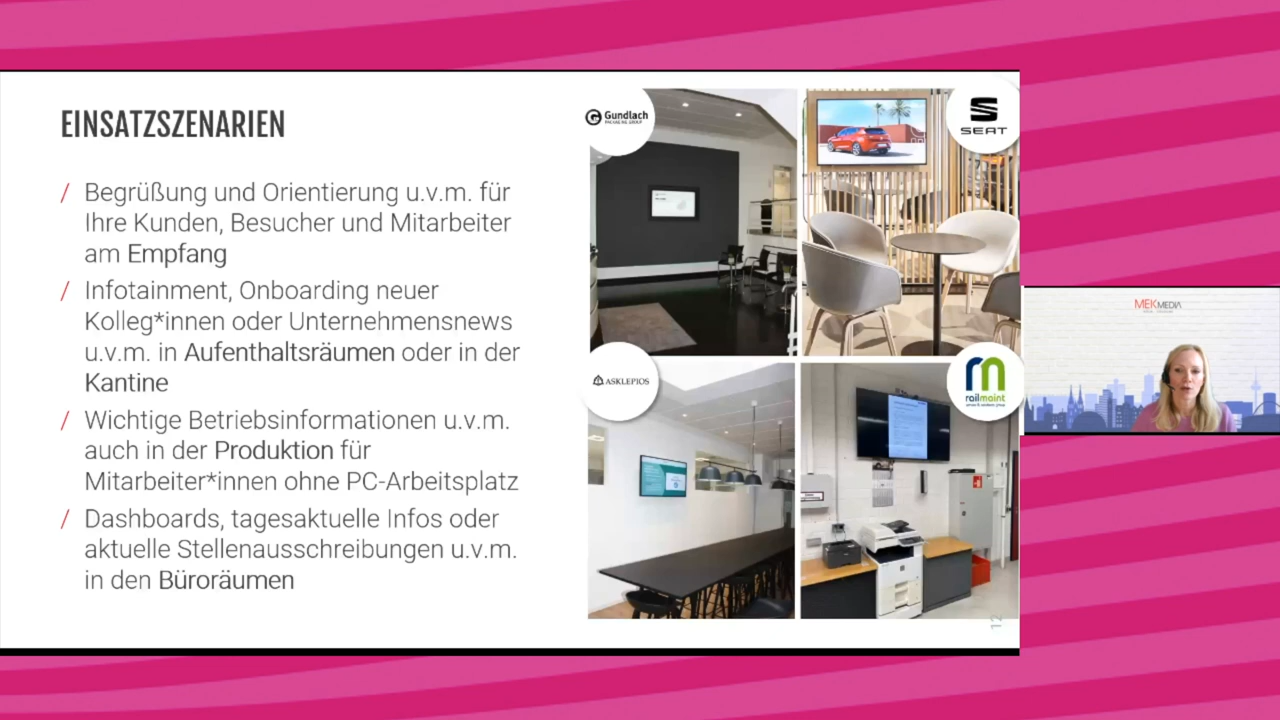 EINSATZSZENARIEN
/ Begrüßung und Orientierung u.v.m. für
Ihre Kunden, Besucher und Mitarbeiter
am Empfang
/ Infotainment, Onboarding neuer
Kolleg*innen oder Unternehmensnews
u.v.m. in Aufenthaltsräumen oder in der
Kantine
/ Wichtige Betriebsinformationen u.v.m.
auch in der Produktion für
Mitarbeiter*innen ohne PC-Arbeitsplatz
/ Dashboards, tagesaktuelle Infos oder
aktuelle Stellenausschreibungen u.v.m.
in den Büroräumen
Gundlach
PACKAGING GROUP
SEAT
ASKLEPIOS
railmaint
12
MEKMEDIA